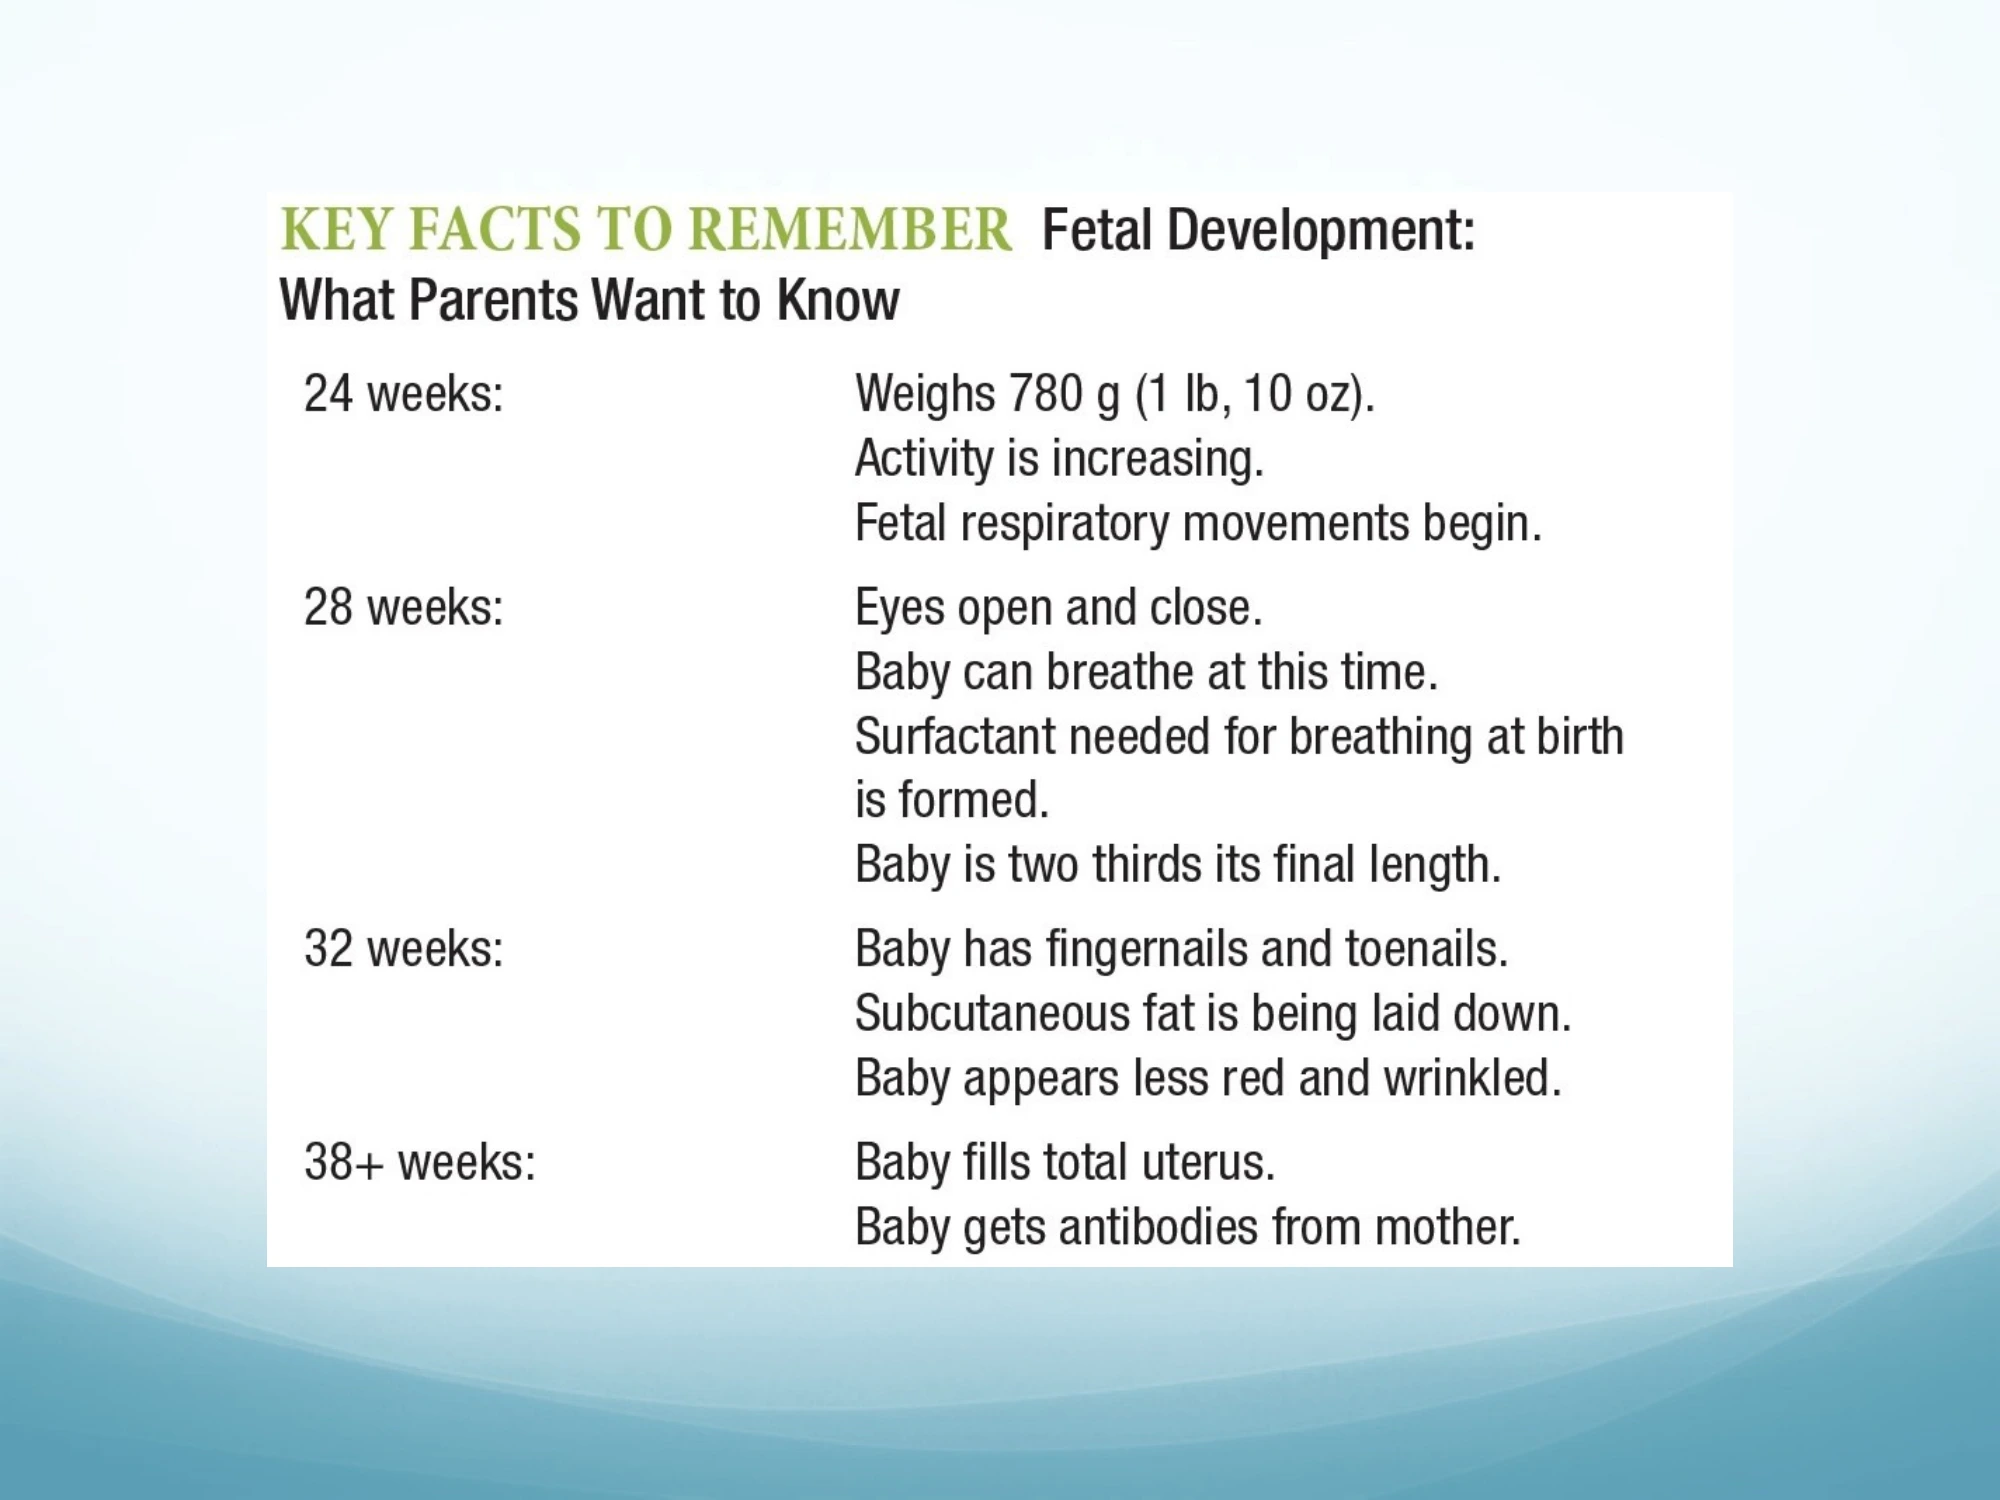 KEY FACTS TO REMEMBER Fetal Development:
What Parents Want to Know
24 weeks: Weighs 780 g (1 lb, 10 oz).
Activity is increasing.
Fetal respiratory movements begin.
28 weeks: Eyes open and close.
Baby can breathe at this time.
Surfactant needed for breathing at birth
is formed.
Baby is two thirds its final length.
32 weeks: Baby has fingernails and toenails.
Subcutaneous fat is being laid down.
Baby appears less red and wrinkled.
38+ weeks: Baby fills total uterus.
Baby gets antibodies from mother.